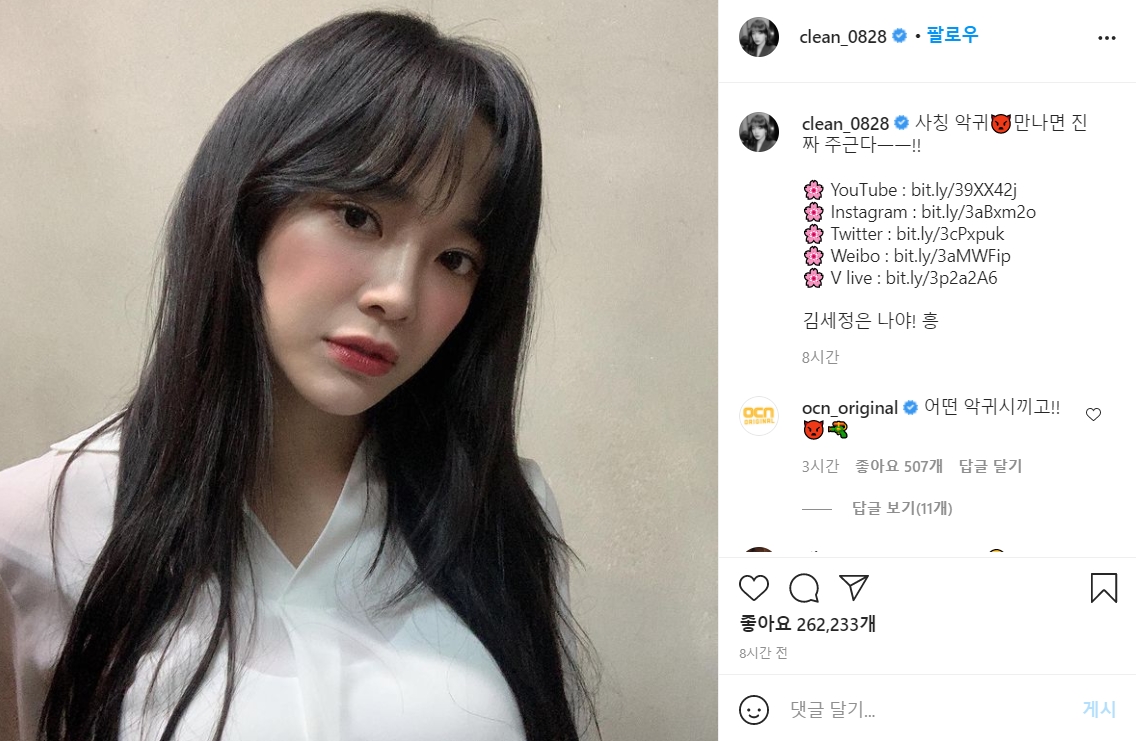 clean_0828 • 팔로우
clean_0828 사칭 악귀👿만나면 진
짜 주근다ㅡㅡ!!
🌸 YouTube : bit.ly/39XX42j
🌸 Instagram : bit.ly/3aBxm2o
🌸 Twitter : bit.ly/3cPxpuk
🌸 Weibo : bit.ly/3aMWFip
🌸 V live : bit.ly/3p2a2A6
김세정은 나야! 흥
8시간
OCN
ORIGINAL
ocn_original 어떤 악귀시끼고!!
👿🔫
3시간 좋아요 507개 답글 달기
답글 보기(11개)
좋아요 262,233개
8시간 전
댓글 달기...
게시